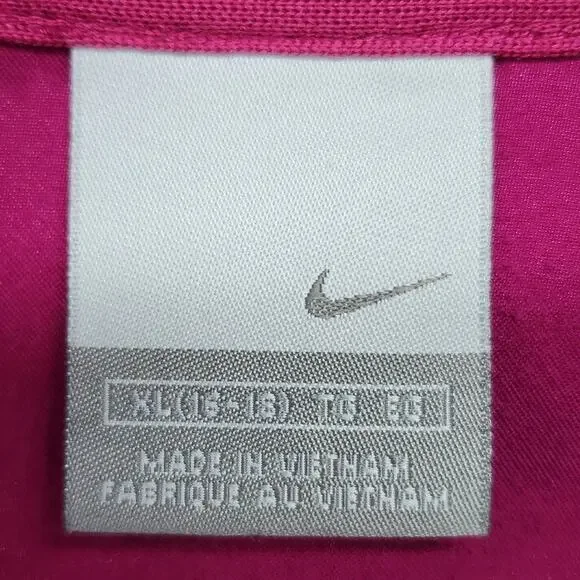 XL(16-18) TG EG
MADE IN VIETNAM
FABRIQUE AU VIETNAM